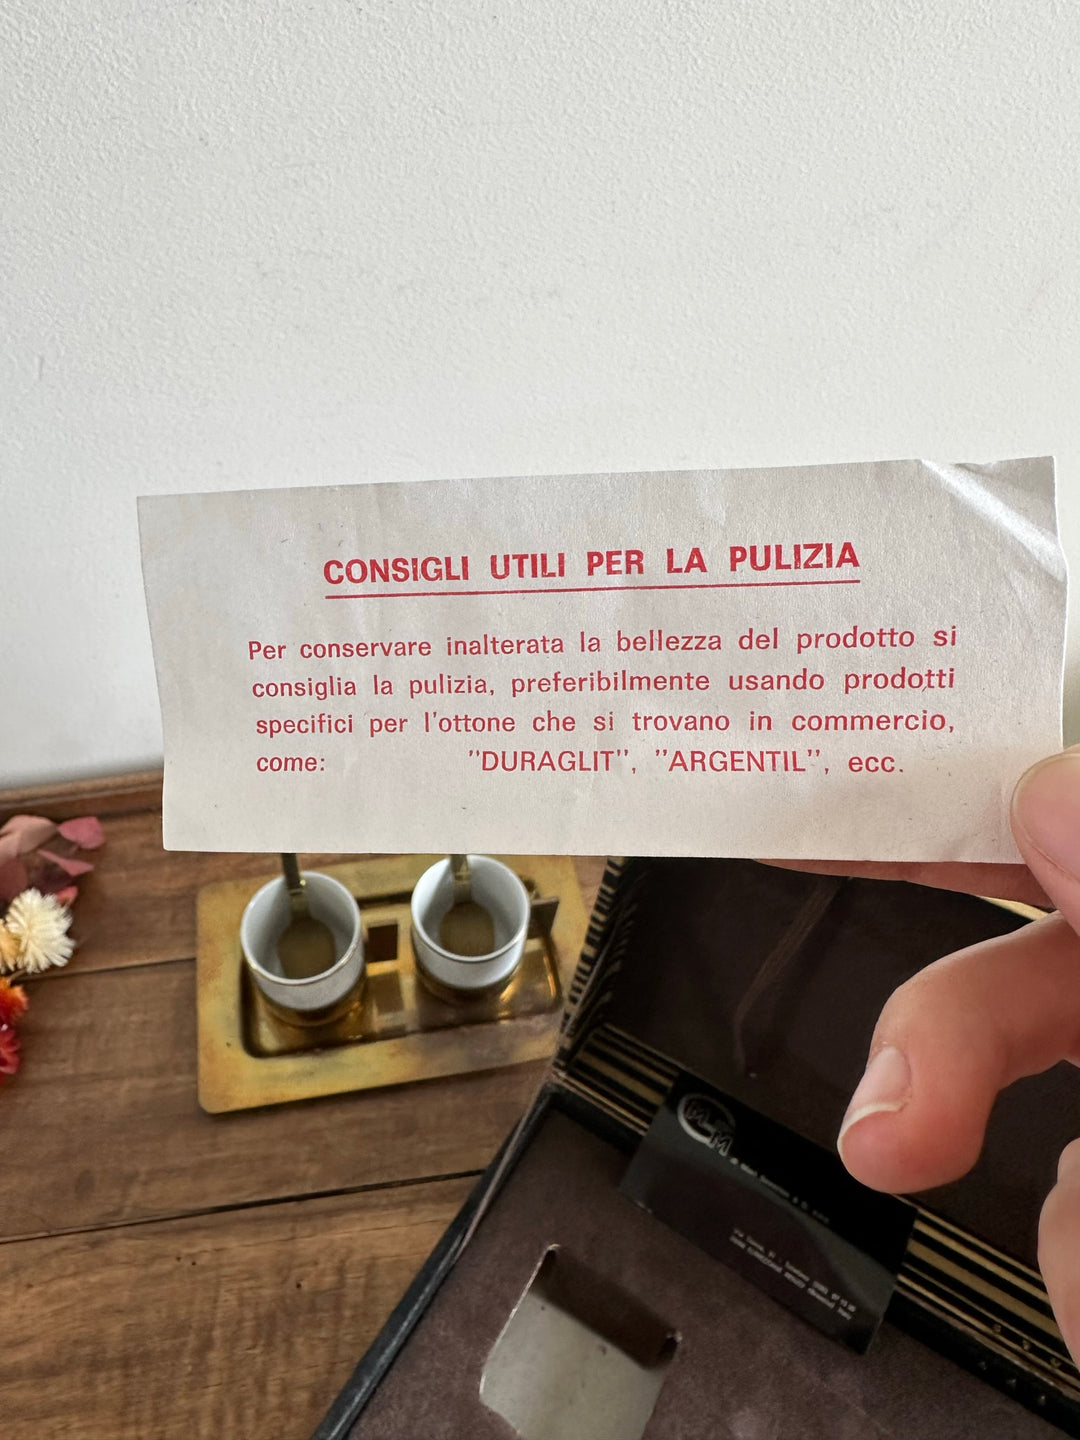 CONSIGLI UTILI PER LA PULIZIA
Per conservare inalterata la bellezza del prodotto si
consiglia la pulizia, preferibilmente usando prodotti
specifici per l'ottone che si trovano in commercio,
come: "DURAGLIT", "ARGENTIL", ecc.
M
M